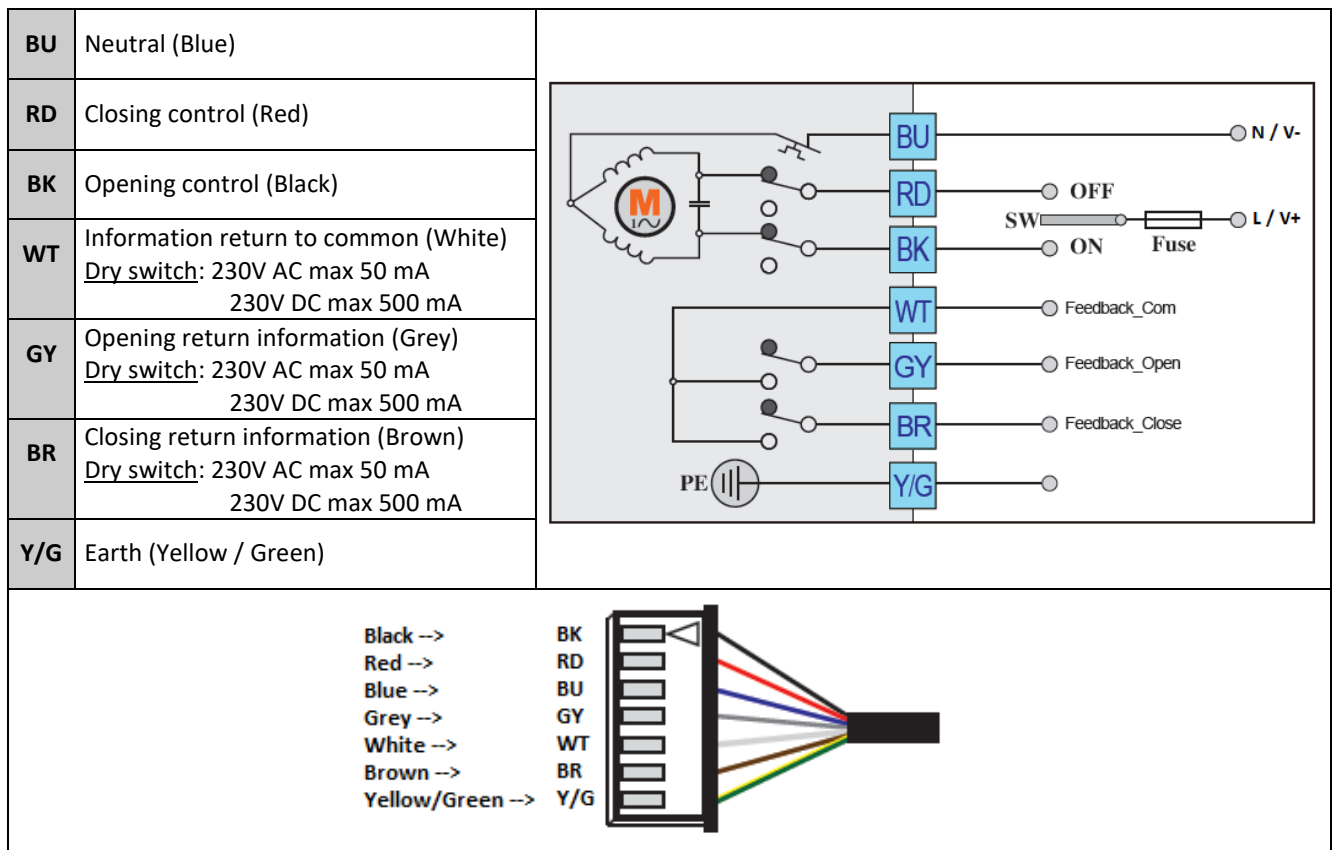 BU Neutral (Blue)
RD Closing control (Red)
BK Opening control (Black)
WT Information return to common (White)
Dry switch: 230V AC max 50 mA
230V DC max 500 mA
GY Opening return information (Grey)
Dry switch: 230V AC max 50 mA
230V DC max 500 mA
BR Closing return information (Brown)
Dry switch: 230V AC max 50 mA
230V DC max 500 mA
Y/G Earth (Yellow / Green)
BU N / V-
M
1∿
RD OFF
SW L / V+
Fuse
BK ON
WT Feedback_Com
GY Feedback_Open
BR Feedback_Close
PE Y/G
Black --> BK
Red --> RD
Blue --> BU
Grey --> GY
White --> WT
Brown --> BR
Yellow/Green --> Y/G